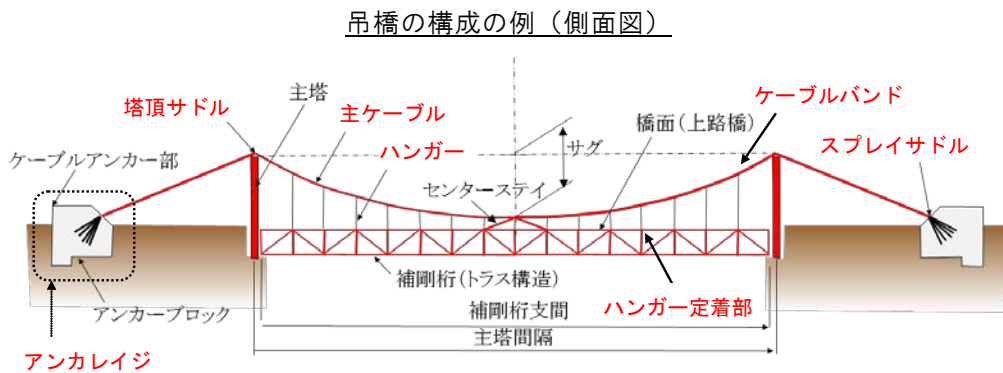 吊橋の構成の例（側面図）
塔頂サドル
主塔
主ケーブル
ハンガー
サグ
橋面(上路橋)
ケーブルバンド
スプレイサドル
ケーブルアンカー部
センターステイ
補剛桁(トラス構造)
アンカーブロック
補剛桁支間
ハンガー定着部
主塔間隔
アンカレイジ